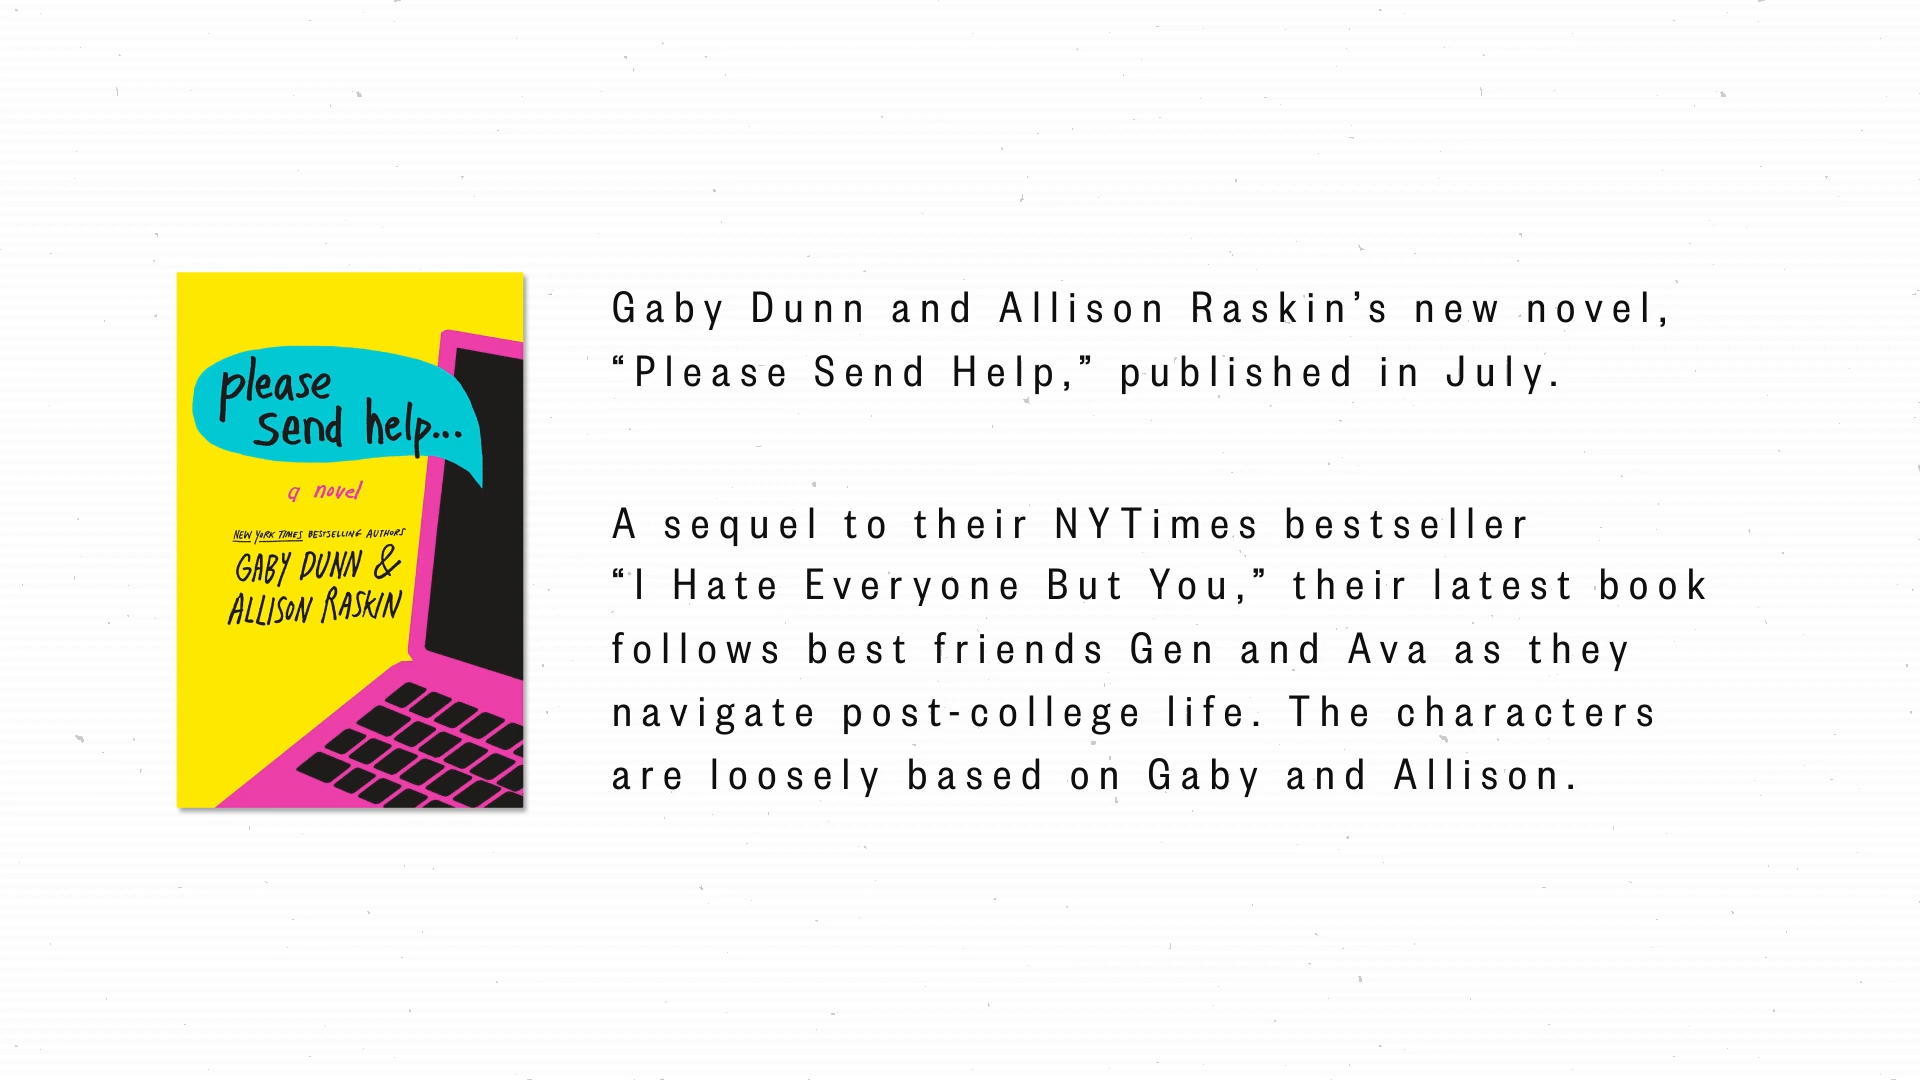 please
send help...
a novel
NEW YORK TIMES BESTSELLING AUTHORS
GABY DUNN &
ALLISON RASKIN
Gaby Dunn and Allison Raskin’s new novel,
“Please Send Help,” published in July.
A sequel to their NYTimes bestseller
“I Hate Everyone But You,” their latest book
follows best friends Gen and Ava as they
navigate post-college life. The characters
are loosely based on Gaby and Allison.